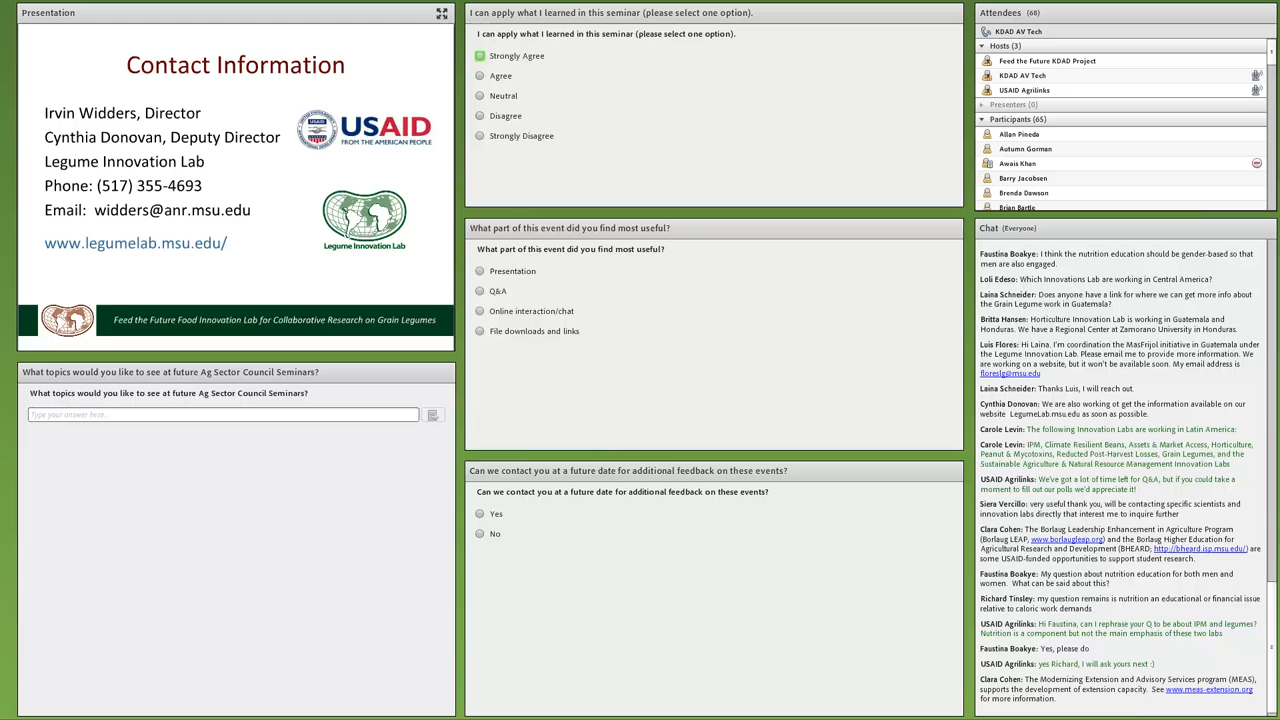 Presentation
Contact Information
Irvin Widders, Director
Cynthia Donovan, Deputy Director
Legume Innovation Lab
Phone: (517) 355-4693
Email:  widders@anr.msu.edu
www.legumelab.msu.edu/
USAID
FROM THE AMERICAN PEOPLE
Legume Innovation Lab
Feed the Future Food Innovation Lab for Collaborative Research on Grain Legumes
What topics would you like to see at future Ag Sector Council Seminars?
What topics would you like to see at future Ag Sector Council Seminars?
Type your answer here...
I can apply what I learned in this seminar (please select one option).
I can apply what I learned in this seminar (please select one option).
Strongly Agree
Agree
Neutral
Disagree
Strongly Disagree
What part of this event did you find most useful?
What part of this event did you find most useful?
Presentation
Q&A
Online interaction/chat
File downloads and links
Can we contact you at a future date for additional feedback on these events?
Can we contact you at a future date for additional feedback on these events?
Yes
No
Attendees (68)
KDAD AV Tech
Hosts (3)
Feed the Future KDAD Project
KDAD AV Tech
USAID Agrilinks
Presenters (0)
Participants (65)
Allan Pineda
Autumn Gorman
Awais Khan
Barry Jacobsen
Brenda Dawson
Brian Bartle
Chat (Everyone)
Faustina Boakye: I think the nutrition education should be gender-based so that
men are also engaged.
Loli Edeso: Which Innovations Lab are working in Central America?
Laina Schneider: Does anyone have a link for where we can get more info about
the Grain Legume work in Guatemala?
Britta Hansen: Horticulture Innovation Lab is working in Guatemala and
Honduras. We have a Regional Center at Zamorano University in Honduras.
Luis Flores: Hi Laina. I'm coordination the MasFrijol initiative in Guatemala under
the Legume Innovation Lab. Please email me to provide more information. We
are working on a website, but it won't be available soon. My email address is
floreslg@msu.edu
Laina Schneider: Thanks Luis, I will reach out.
Cynthia Donovan: We are also working ot get the information available on our
website  LegumeLab.msu.edu as soon as possible.
Carole Levin: The following Innovation Labs are working in Latin America:
Carole Levin: IPM, Climate Resilient Beans, Assets & Market Access, Horticulture,
Peanut & Mycotoxins, Reducted Post-Harvest Losses, Grain Legumes, and the
Sustainable Agriculture & Natural Resource Management Innovation Labs
USAID Agrilinks: We've got a lot of time left for Q&A, but if you could take a
moment to fill out our polls we'd appreciate it!
Siera Vercillo: very useful thank you, will be contacting specific scientists and
innovation labs directly that interest me to inquire further
Clara Cohen: The Borlaug Leadership Enhancement in Agriculture Program
(Borlaug LEAP, www.borlaugleap.org) and the Borlaug Higher Education for
Agricultural Research and Development (BHEARD; http://bheard.isp.msu.edu/) are
some USAID-funded opportunities to support student research.
Faustina Boakye: My question about nutrition education for both men and
women.  What can be said about this?
Richard Tinsley: my question remains is nutrition an educational or financial issue
relative to caloric work demands
USAID Agrilinks: Hi Faustina, can I rephrase your Q to be about IPM and legumes?
Nutrition is a component but not the main emphasis of these two labs
Faustina Boakye: Yes, please do
USAID Agrilinks: yes Richard, I will ask yours next :)
Clara Cohen: The Modernizing Extension and Advisory Services program (MEAS),
supports the development of extension capacity.  See www.meas-extension.org
for more information.